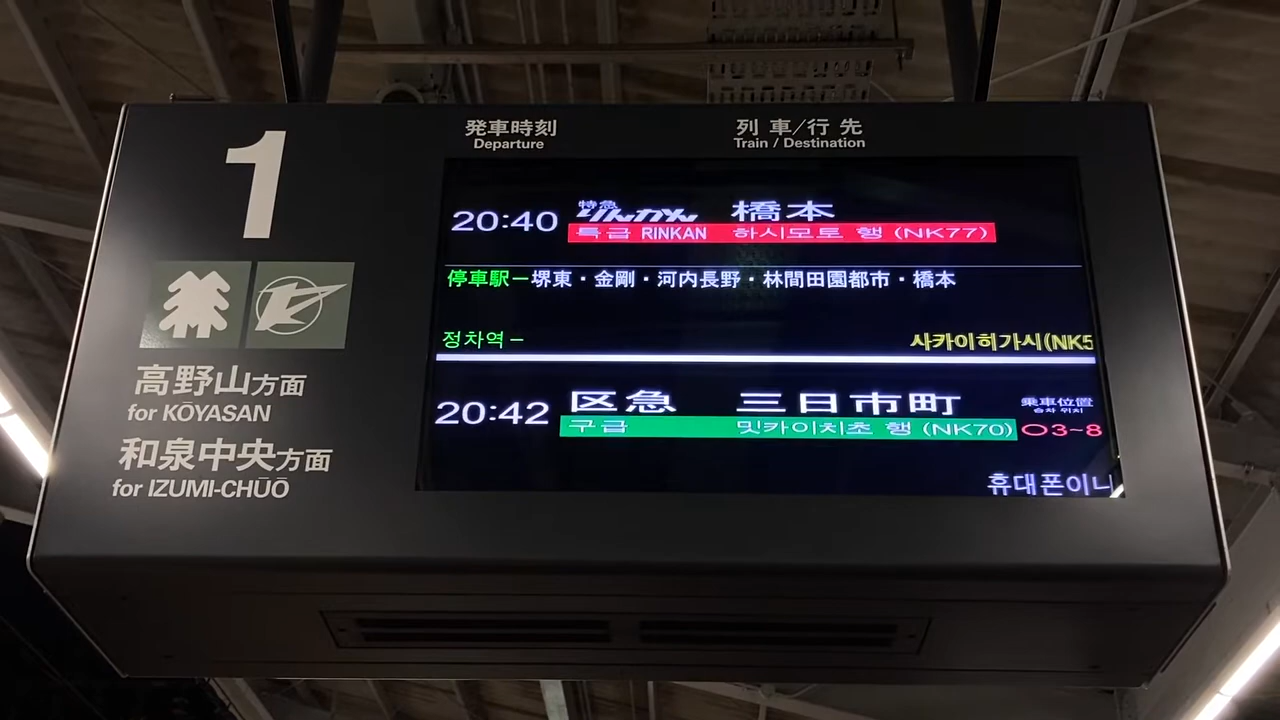 1
高野山方面
for KŌYASAN
和泉中央方面
for IZUMI-CHŪŌ
発車時刻
Departure
列車/行先
Train / Destination
20:40 特急 りんかん 橋本
특급 RINKAN 하시모토 행 (NK77)
停車駅ー堺東・金剛・河内長野・林間田園都市・橋本
정차역ー 사카이히가시(NK5
20:42 区急 三日市町 乗車位置
승차 위치
구급 밋카이치초 행 (NK70) ○3~8
휴대폰이니